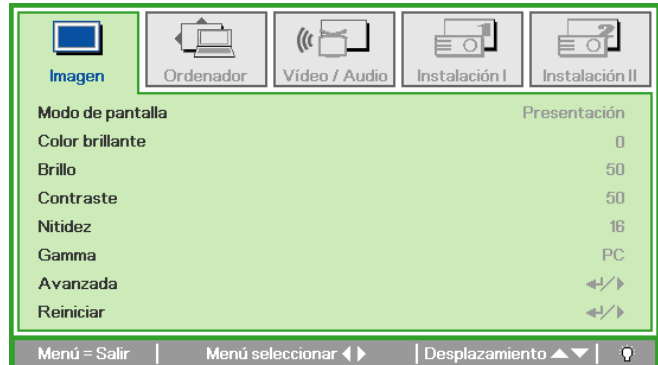 Imagen Ordenador Vídeo / Audio Instalación I Instalación II
Modo de pantalla Presentación
Color brillante 0
Brillo 50
Contraste 50
Nitidez 16
Gamma PC
Avanzada ↵/▶
Reiniciar ↵/▶
Menú = Salir | Menú seleccionar ◀▶ | Desplazamiento ▲▼ |